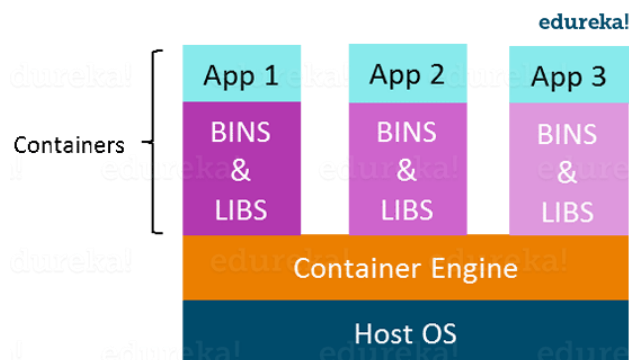 edureka!
App 1
App 2
App 3
Containers
BINS
&
LIBS
BINS
&
LIBS
BINS
&
LIBS
Container Engine
Host OS